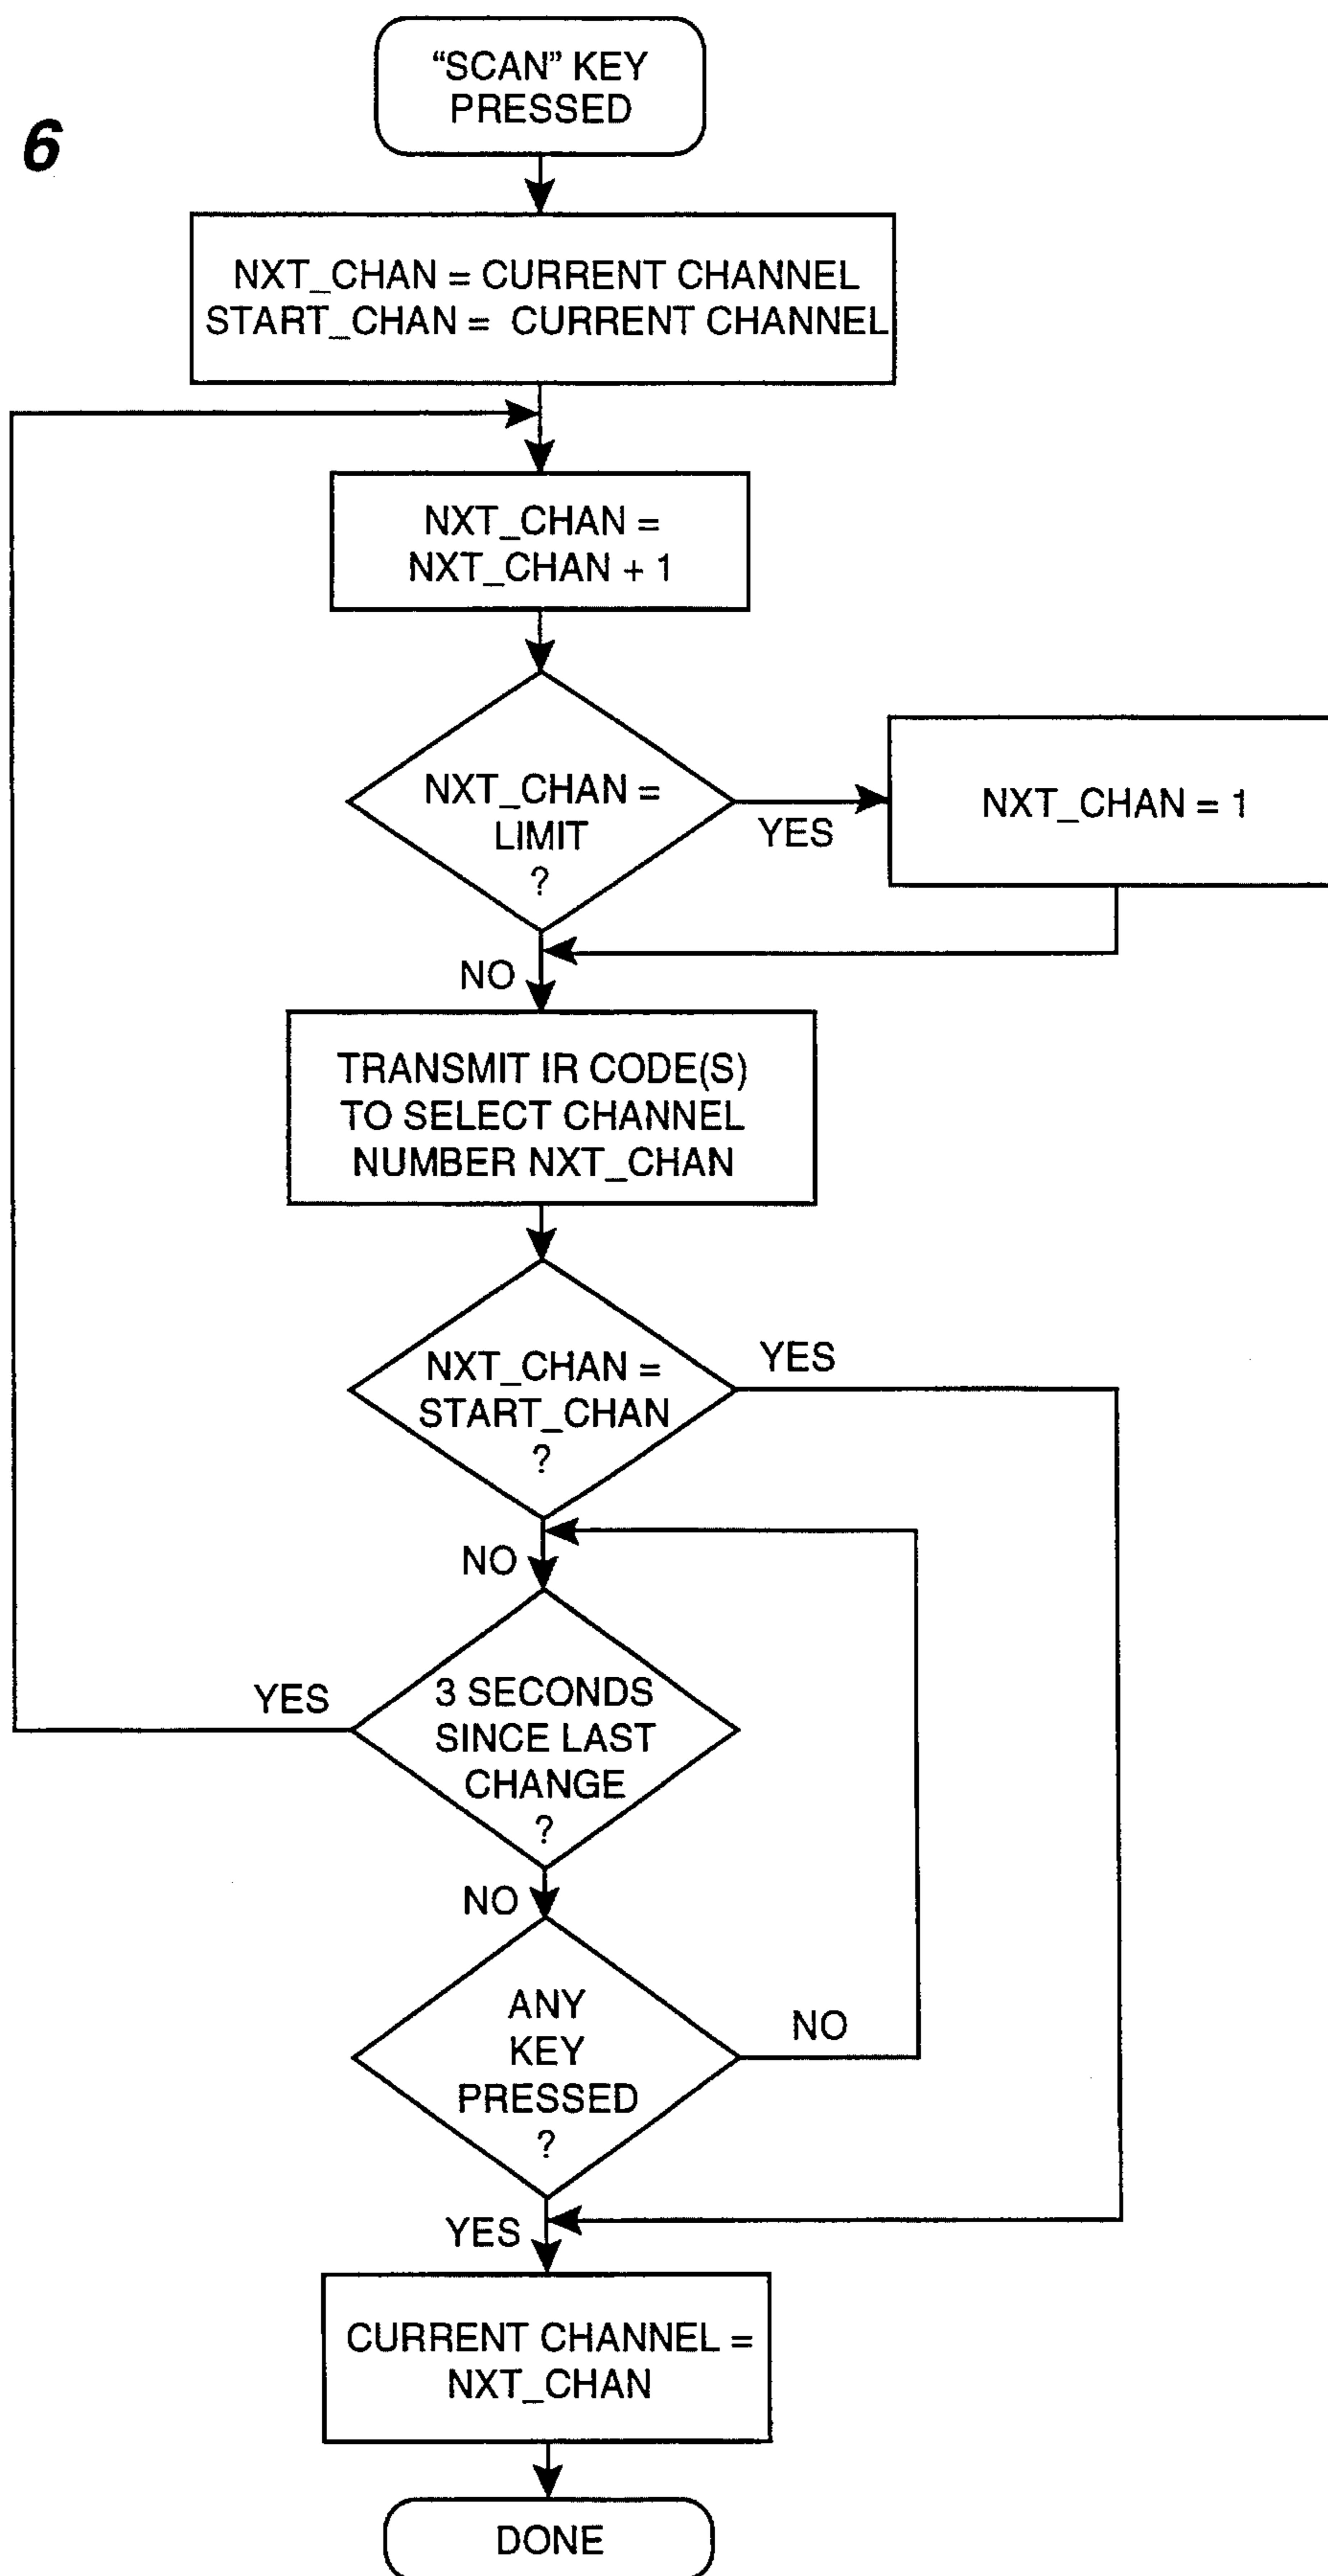 6
“SCAN” KEY
PRESSED
NXT_CHAN = CURRENT CHANNEL
START_CHAN = CURRENT CHANNEL
NXT_CHAN =
NXT_CHAN + 1
NXT_CHAN =
LIMIT
?
YES
NXT_CHAN = 1
NO
TRANSMIT IR CODE(S)
TO SELECT CHANNEL
NUMBER NXT_CHAN
NXT_CHAN =
START_CHAN
?
YES
NO
3 SECONDS
SINCE LAST
CHANGE
?
YES
NO
ANY
KEY
PRESSED
?
NO
YES
CURRENT CHANNEL =
NXT_CHAN
DONE